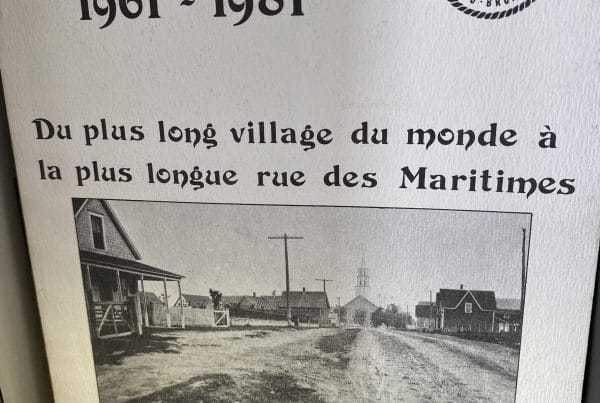 1961 - 1981
Du plus long village du monde à
la plus longue rue des Maritimes